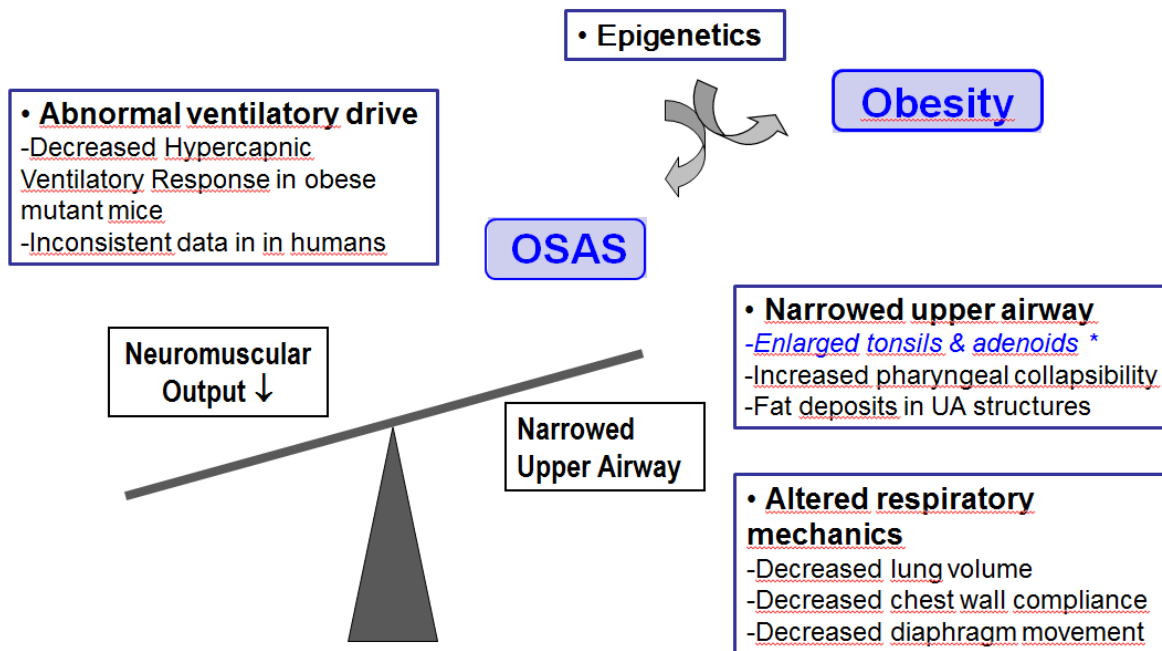 • Epigenetics
Obesity
• Abnormal ventilatory drive
-Decreased Hypercapnic
Ventilatory Response in obese
mutant mice
-Inconsistent data in in humans
OSAS
• Narrowed upper airway
-Enlarged tonsils & adenoids *
-Increased pharyngeal collapsibility
-Fat deposits in UA structures
Neuromuscular
Output ↓
Narrowed
Upper Airway
• Altered respiratory
mechanics
-Decreased lung volume
-Decreased chest wall compliance
-Decreased diaphragm movement